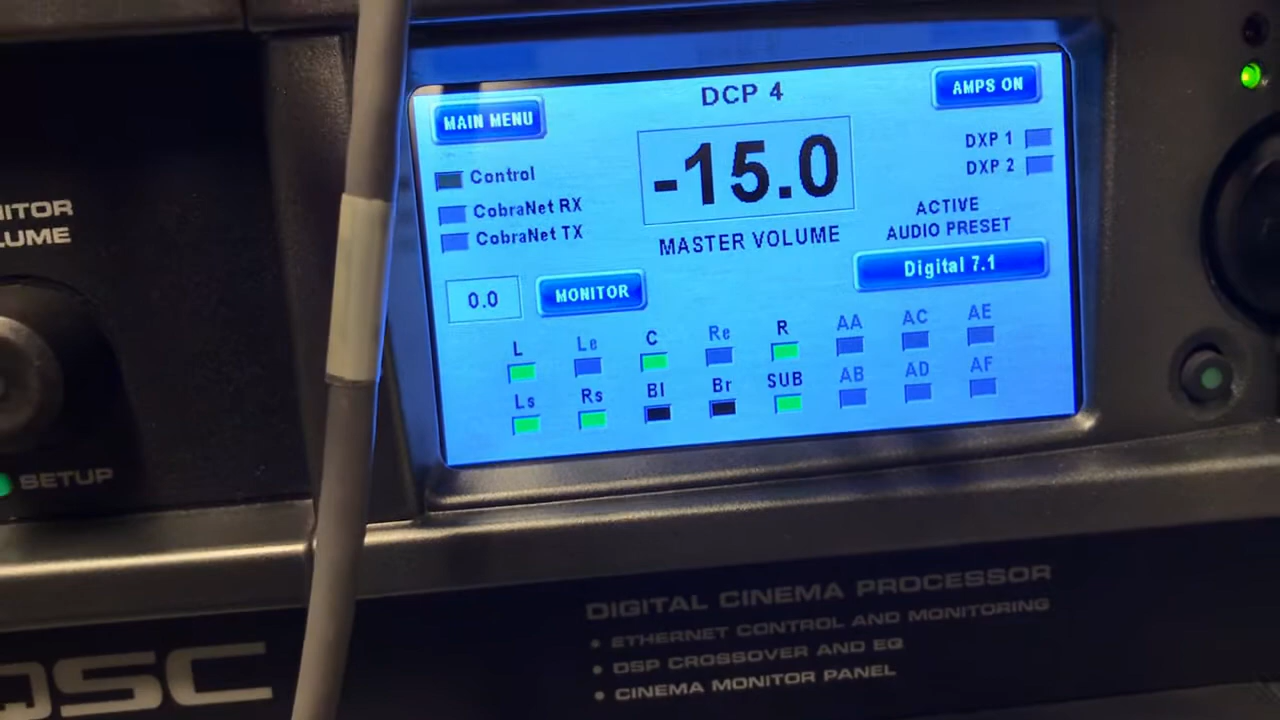 DCP 4
MAIN MENU
AMPS ON
-15.0
MASTER VOLUME
Control
CobraNet RX
CobraNet TX
DXP 1
DXP 2
ACTIVE
AUDIO PRESET
Digital 7.1
0.0
MONITOR
L Le C Re R AA AC AE
Ls Rs Bl Br SUB AB AD AF
SETUP
QSC
DIGITAL CINEMA PROCESSOR
• ETHERNET CONTROL AND MONITORING
• DSP CROSSOVER AND EQ
• CINEMA MONITOR PANEL